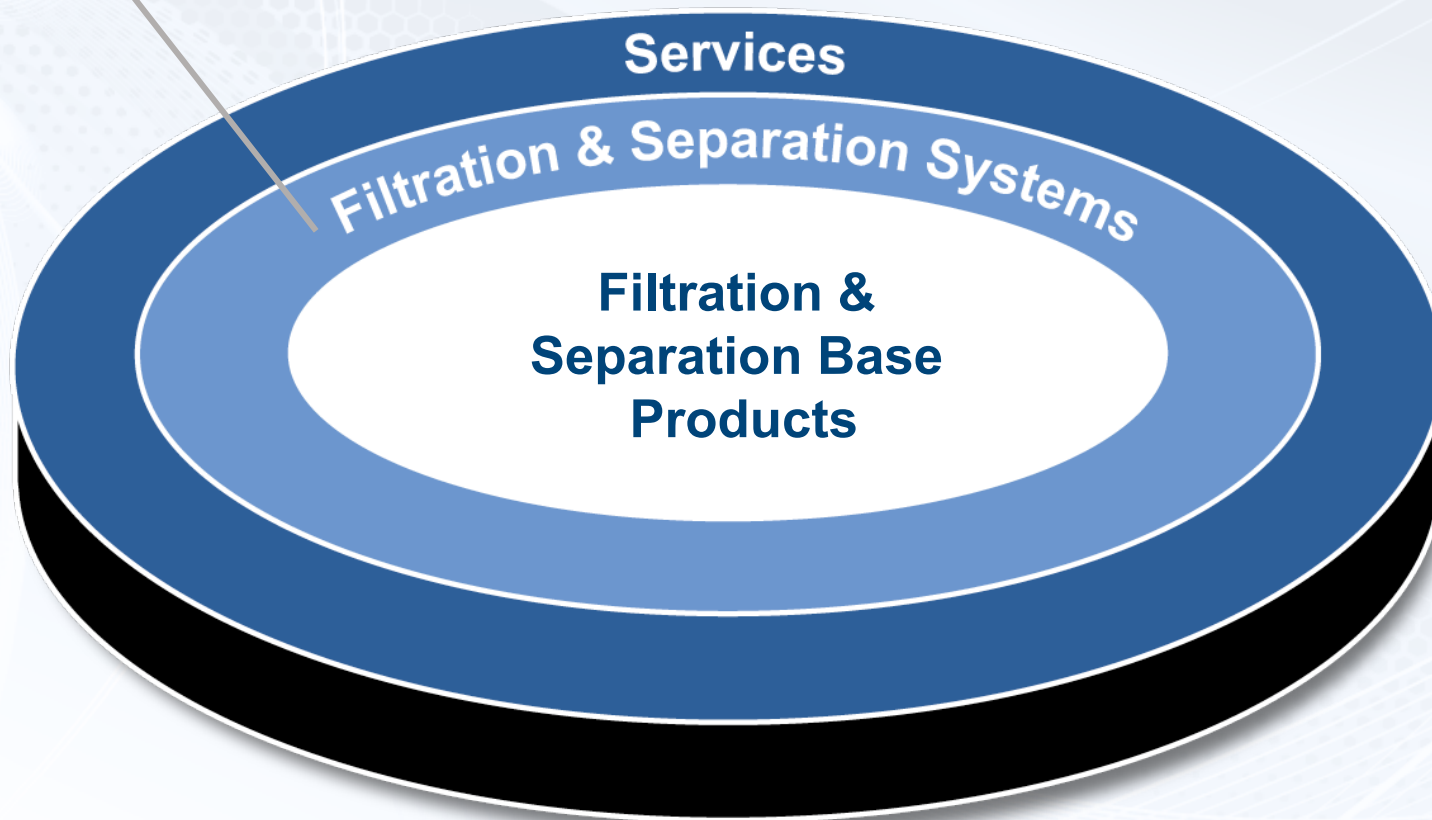 Services
Filtration & Separation Systems
Filtration &
Separation Base
Products